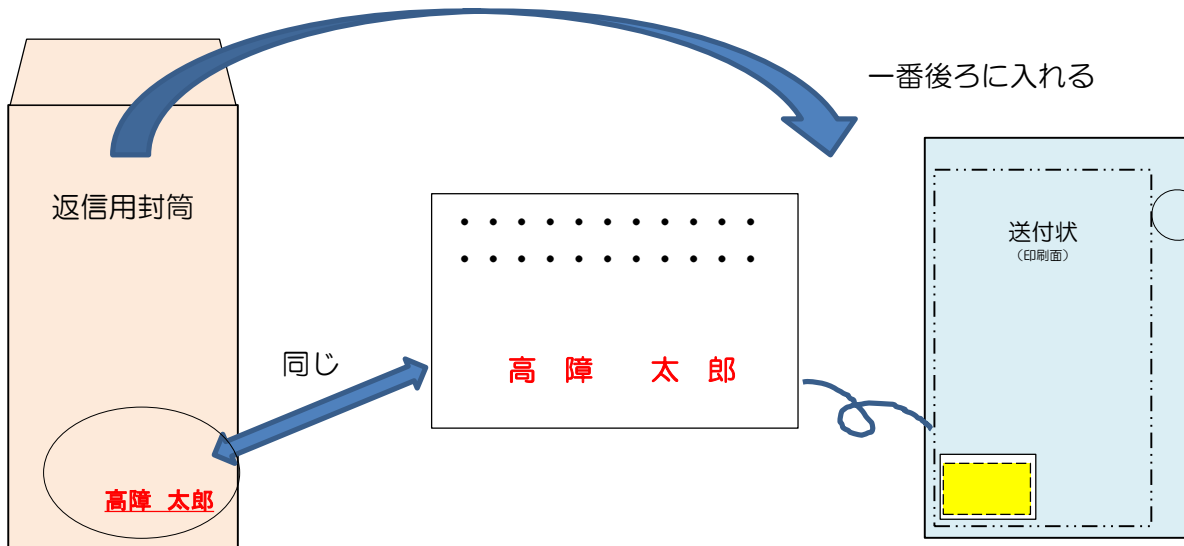 一番後ろに入れる
返信用封筒
送付状
（印刷面）
同じ
高　障　　太　郎
高障 太郎